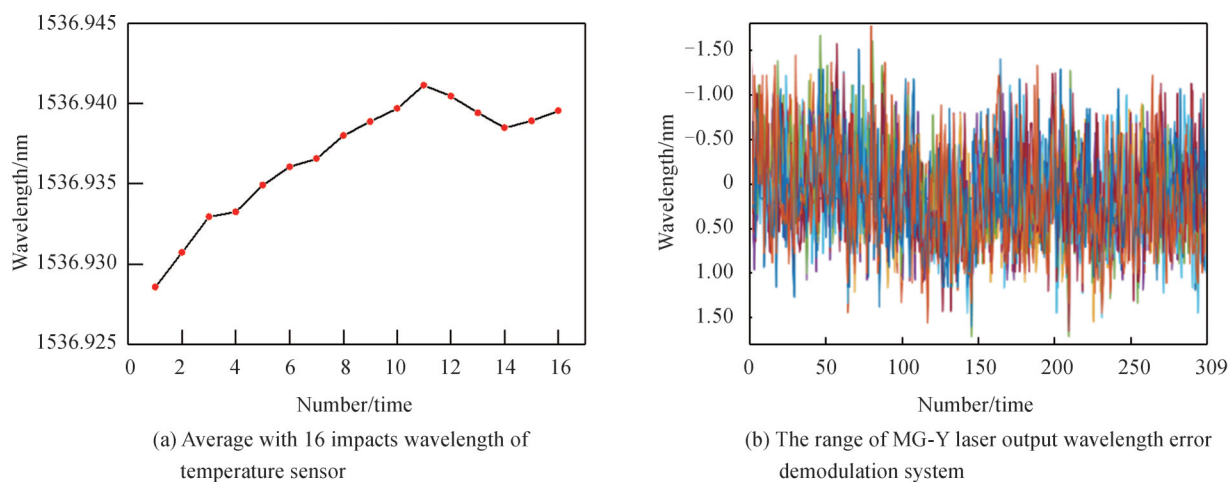 1536.945
1536.940
1536.935
1536.930
1536.925
Wavelength/nm
0 2 4 6 8 10 12 14 16
Number/time
(a) Average with 16 impacts wavelength of
temperature sensor
−1.50
−1.00
−0.50
0
0.50
1.00
1.50
Wavelength/nm
0 50 100 150 200 250 309
Number/time
(b) The range of MG-Y laser output wavelength error
demodulation system